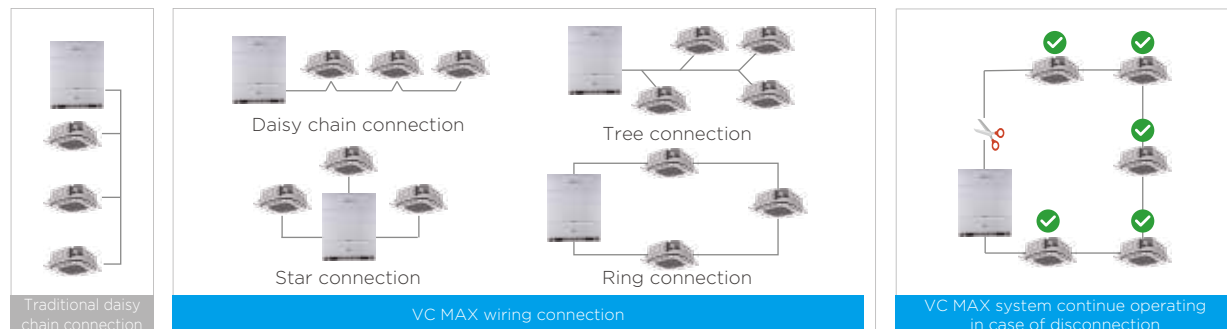 Daisy chain connection
Tree connection
Star connection
Ring connection
Traditional daisy
chain connection
VC MAX wiring connection
VC MAX system continue operating
in case of disconnection